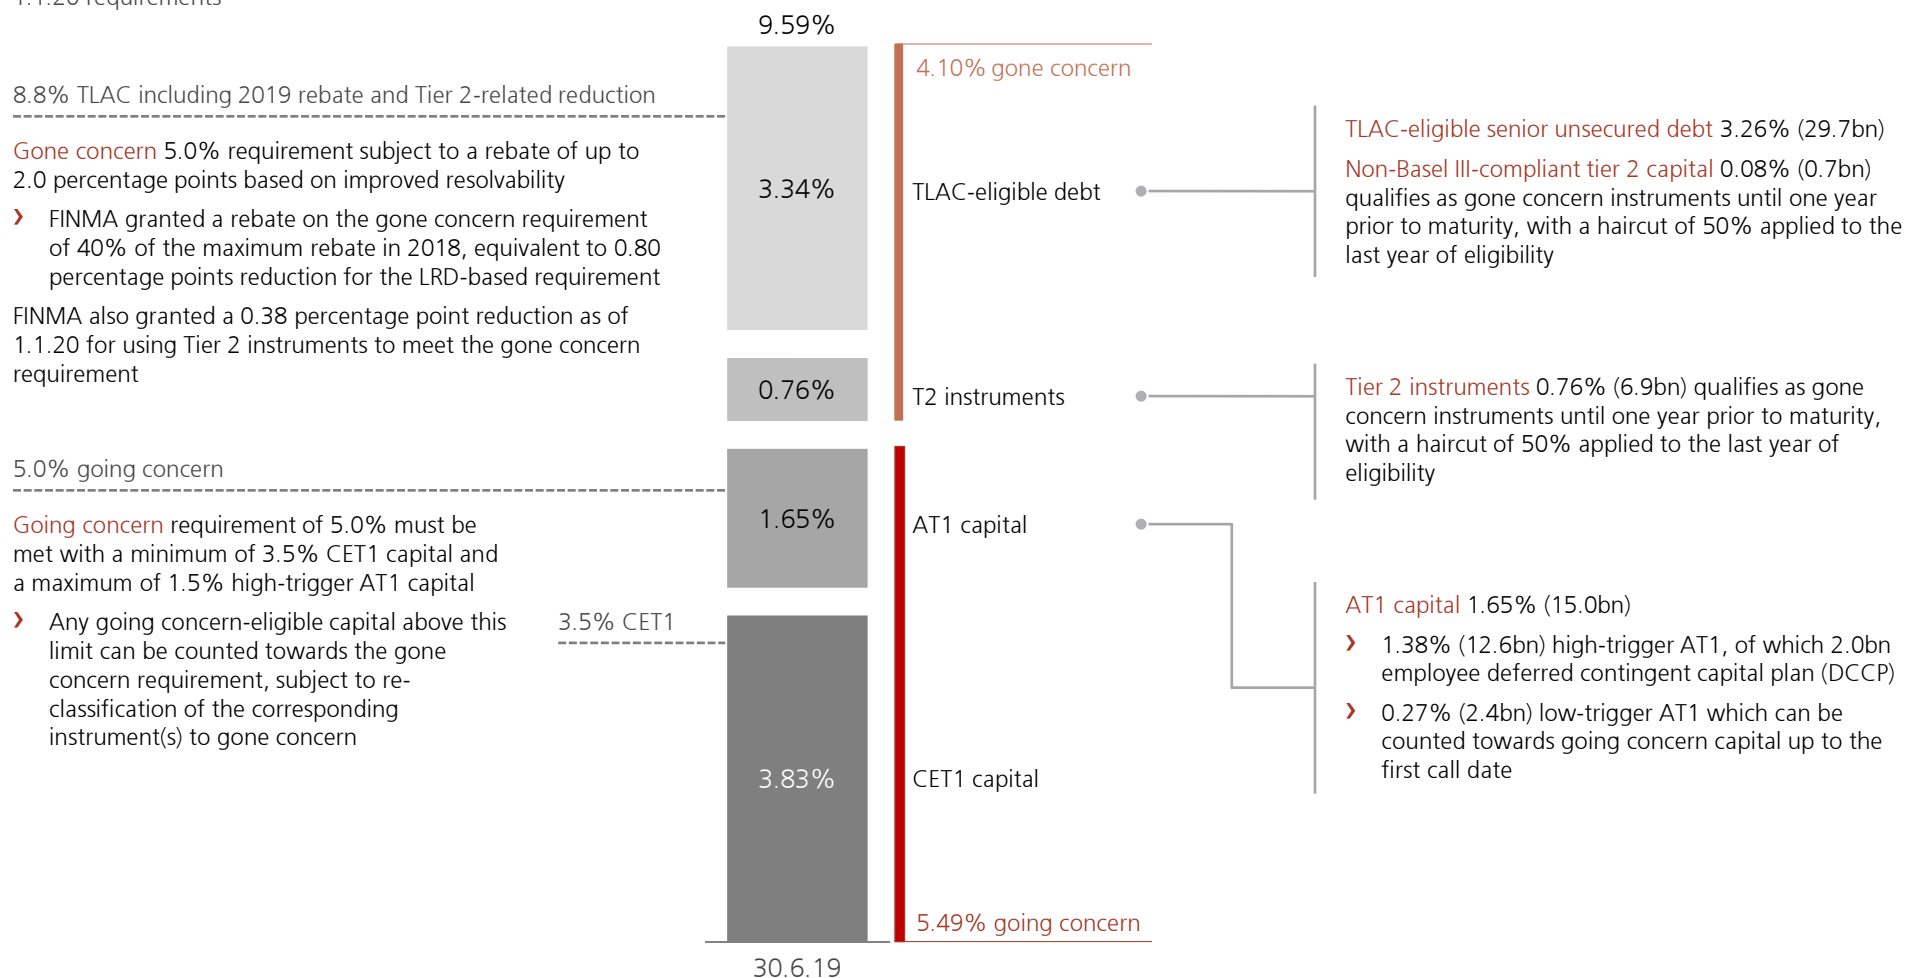 1.1.20 requirements
8.8% TLAC including 2019 rebate and Tier 2-related reduction
Gone concern 5.0% requirement subject to a rebate of up to
2.0 percentage points based on improved resolvability
› FINMA granted a rebate on the gone concern requirement
of 40% of the maximum rebate in 2018, equivalent to 0.80
percentage points reduction for the LRD-based requirement
FINMA also granted a 0.38 percentage point reduction as of
1.1.20 for using Tier 2 instruments to meet the gone concern
requirement
5.0% going concern
Going concern requirement of 5.0% must be
met with a minimum of 3.5% CET1 capital and
a maximum of 1.5% high-trigger AT1 capital
› Any going concern-eligible capital above this
limit can be counted towards the gone
concern requirement, subject to re-
classification of the corresponding
instrument(s) to gone concern
3.5% CET1
9.59%
3.34%
0.76%
1.65%
3.83%
30.6.19
4.10% gone concern
TLAC-eligible debt
T2 instruments
AT1 capital
CET1 capital
5.49% going concern
TLAC-eligible senior unsecured debt 3.26% (29.7bn)
Non-Basel III-compliant tier 2 capital 0.08% (0.7bn)
qualifies as gone concern instruments until one year
prior to maturity, with a haircut of 50% applied to the
last year of eligibility
Tier 2 instruments 0.76% (6.9bn) qualifies as gone
concern instruments until one year prior to maturity,
with a haircut of 50% applied to the last year of
eligibility
AT1 capital 1.65% (15.0bn)
› 1.38% (12.6bn) high-trigger AT1, of which 2.0bn
employee deferred contingent capital plan (DCCP)
› 0.27% (2.4bn) low-trigger AT1 which can be
counted towards going concern capital up to the
first call date